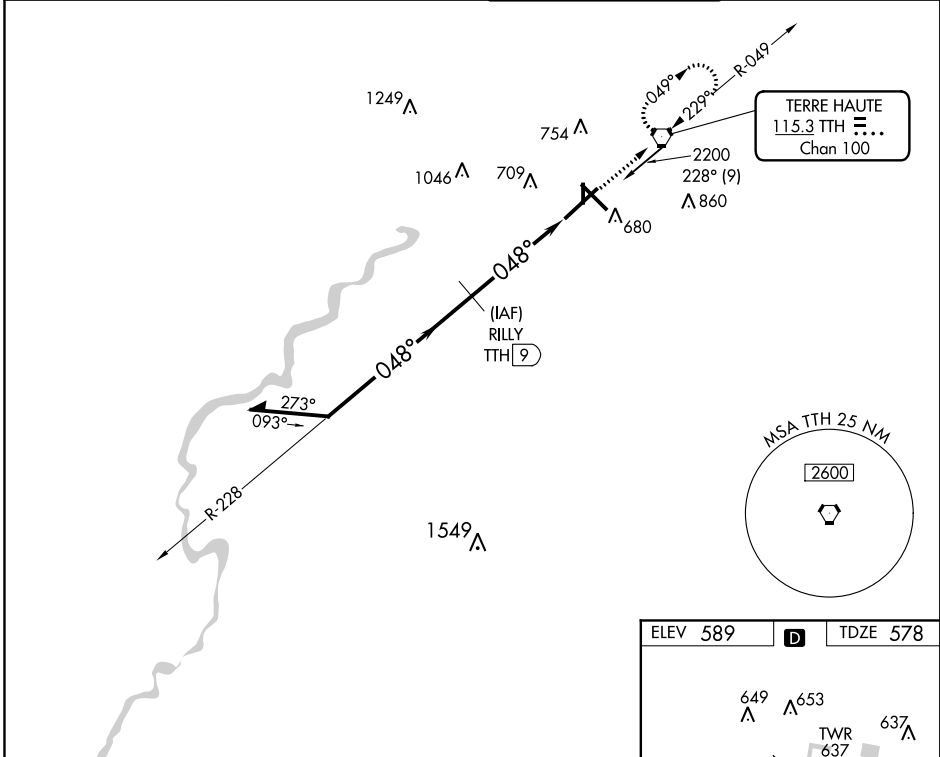 R-049
049°
229°
1249
754
TERRE HAUTE
115.3 TTH
Chan 100
2200
228° (9)
1046
709
860
680
048°
(IAF)
RILLY
TTH 9
048°
273°
093°
R-228
MSA TTH 25 NM
2600
1549
ELEV 589
D
TDZE 578
649
653
637
TWR
637